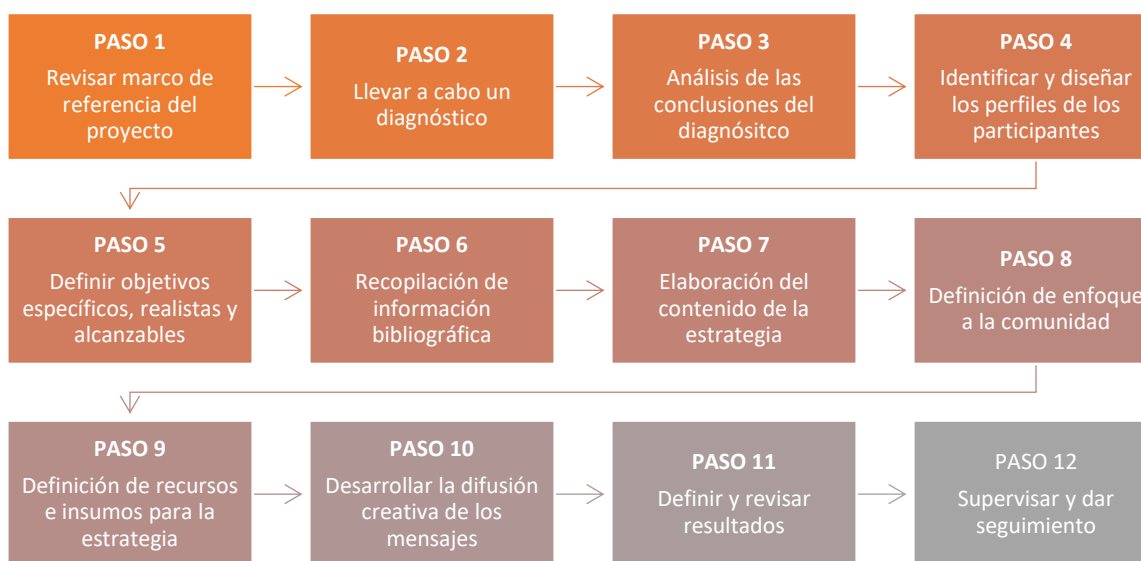 PASO 1
Revisar marco de
referencia del
proyecto
PASO 2
Llevar a cabo un
diagnóstico
PASO 3
Análisis de las
conclusiones del
diagnósitco
PASO 4
Identificar y diseñar
los perfiles de los
participantes
PASO 5
Definir objetivos
específicos, realistas y
alcanzables
PASO 6
Recopilación de
información
bibliográfica
PASO 7
Elaboración del
contenido de la
estrategia
PASO 8
Definición de enfoque
a la comunidad
PASO 9
Definición de recursos
e insumos para la
estrategia
PASO 10
Desarrollar la difusión
creativa de los
mensajes
PASO 11
Definir y revisar
resultados
PASO 12
Supervisar y dar
seguimiento